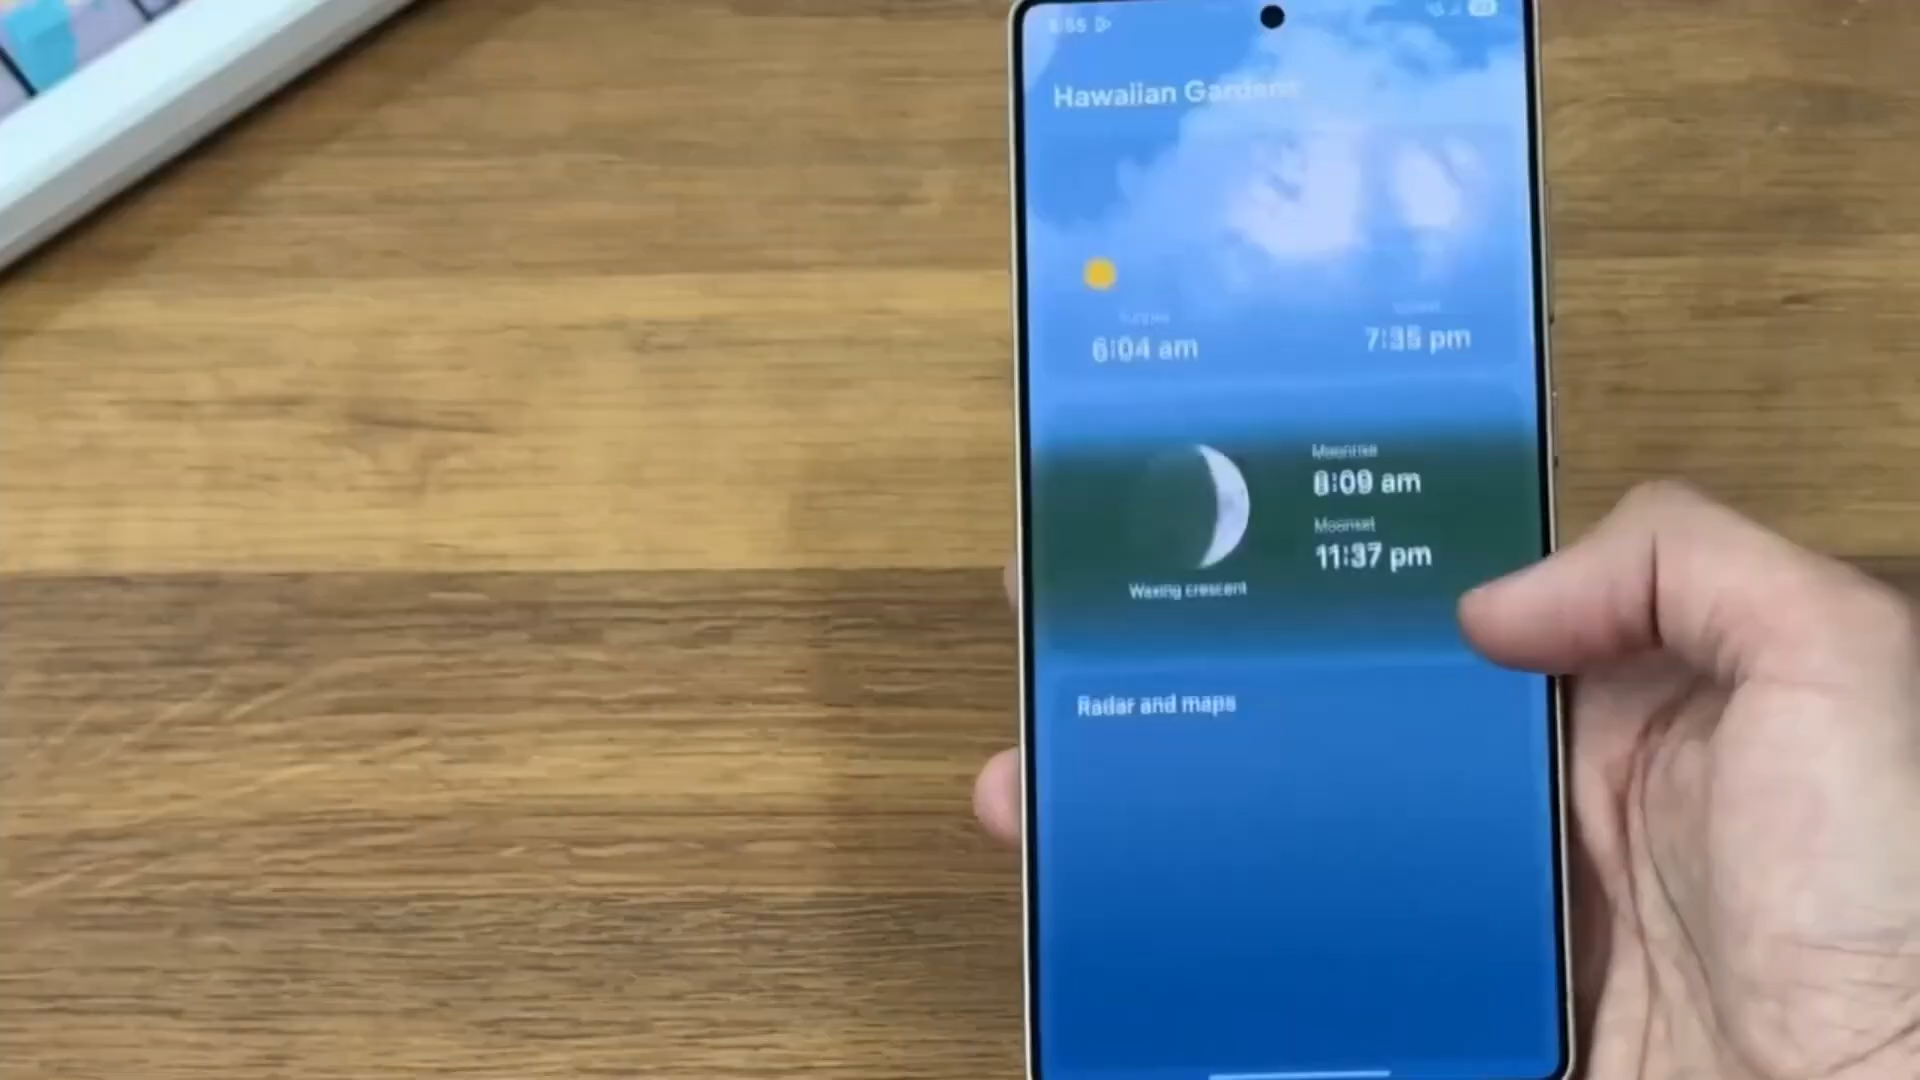 Hawaiian Gardens
6:04 am
7:35 pm
Moonrise
8:09 am
Moonset
11:37 pm
Waxing crescent
Radar and maps